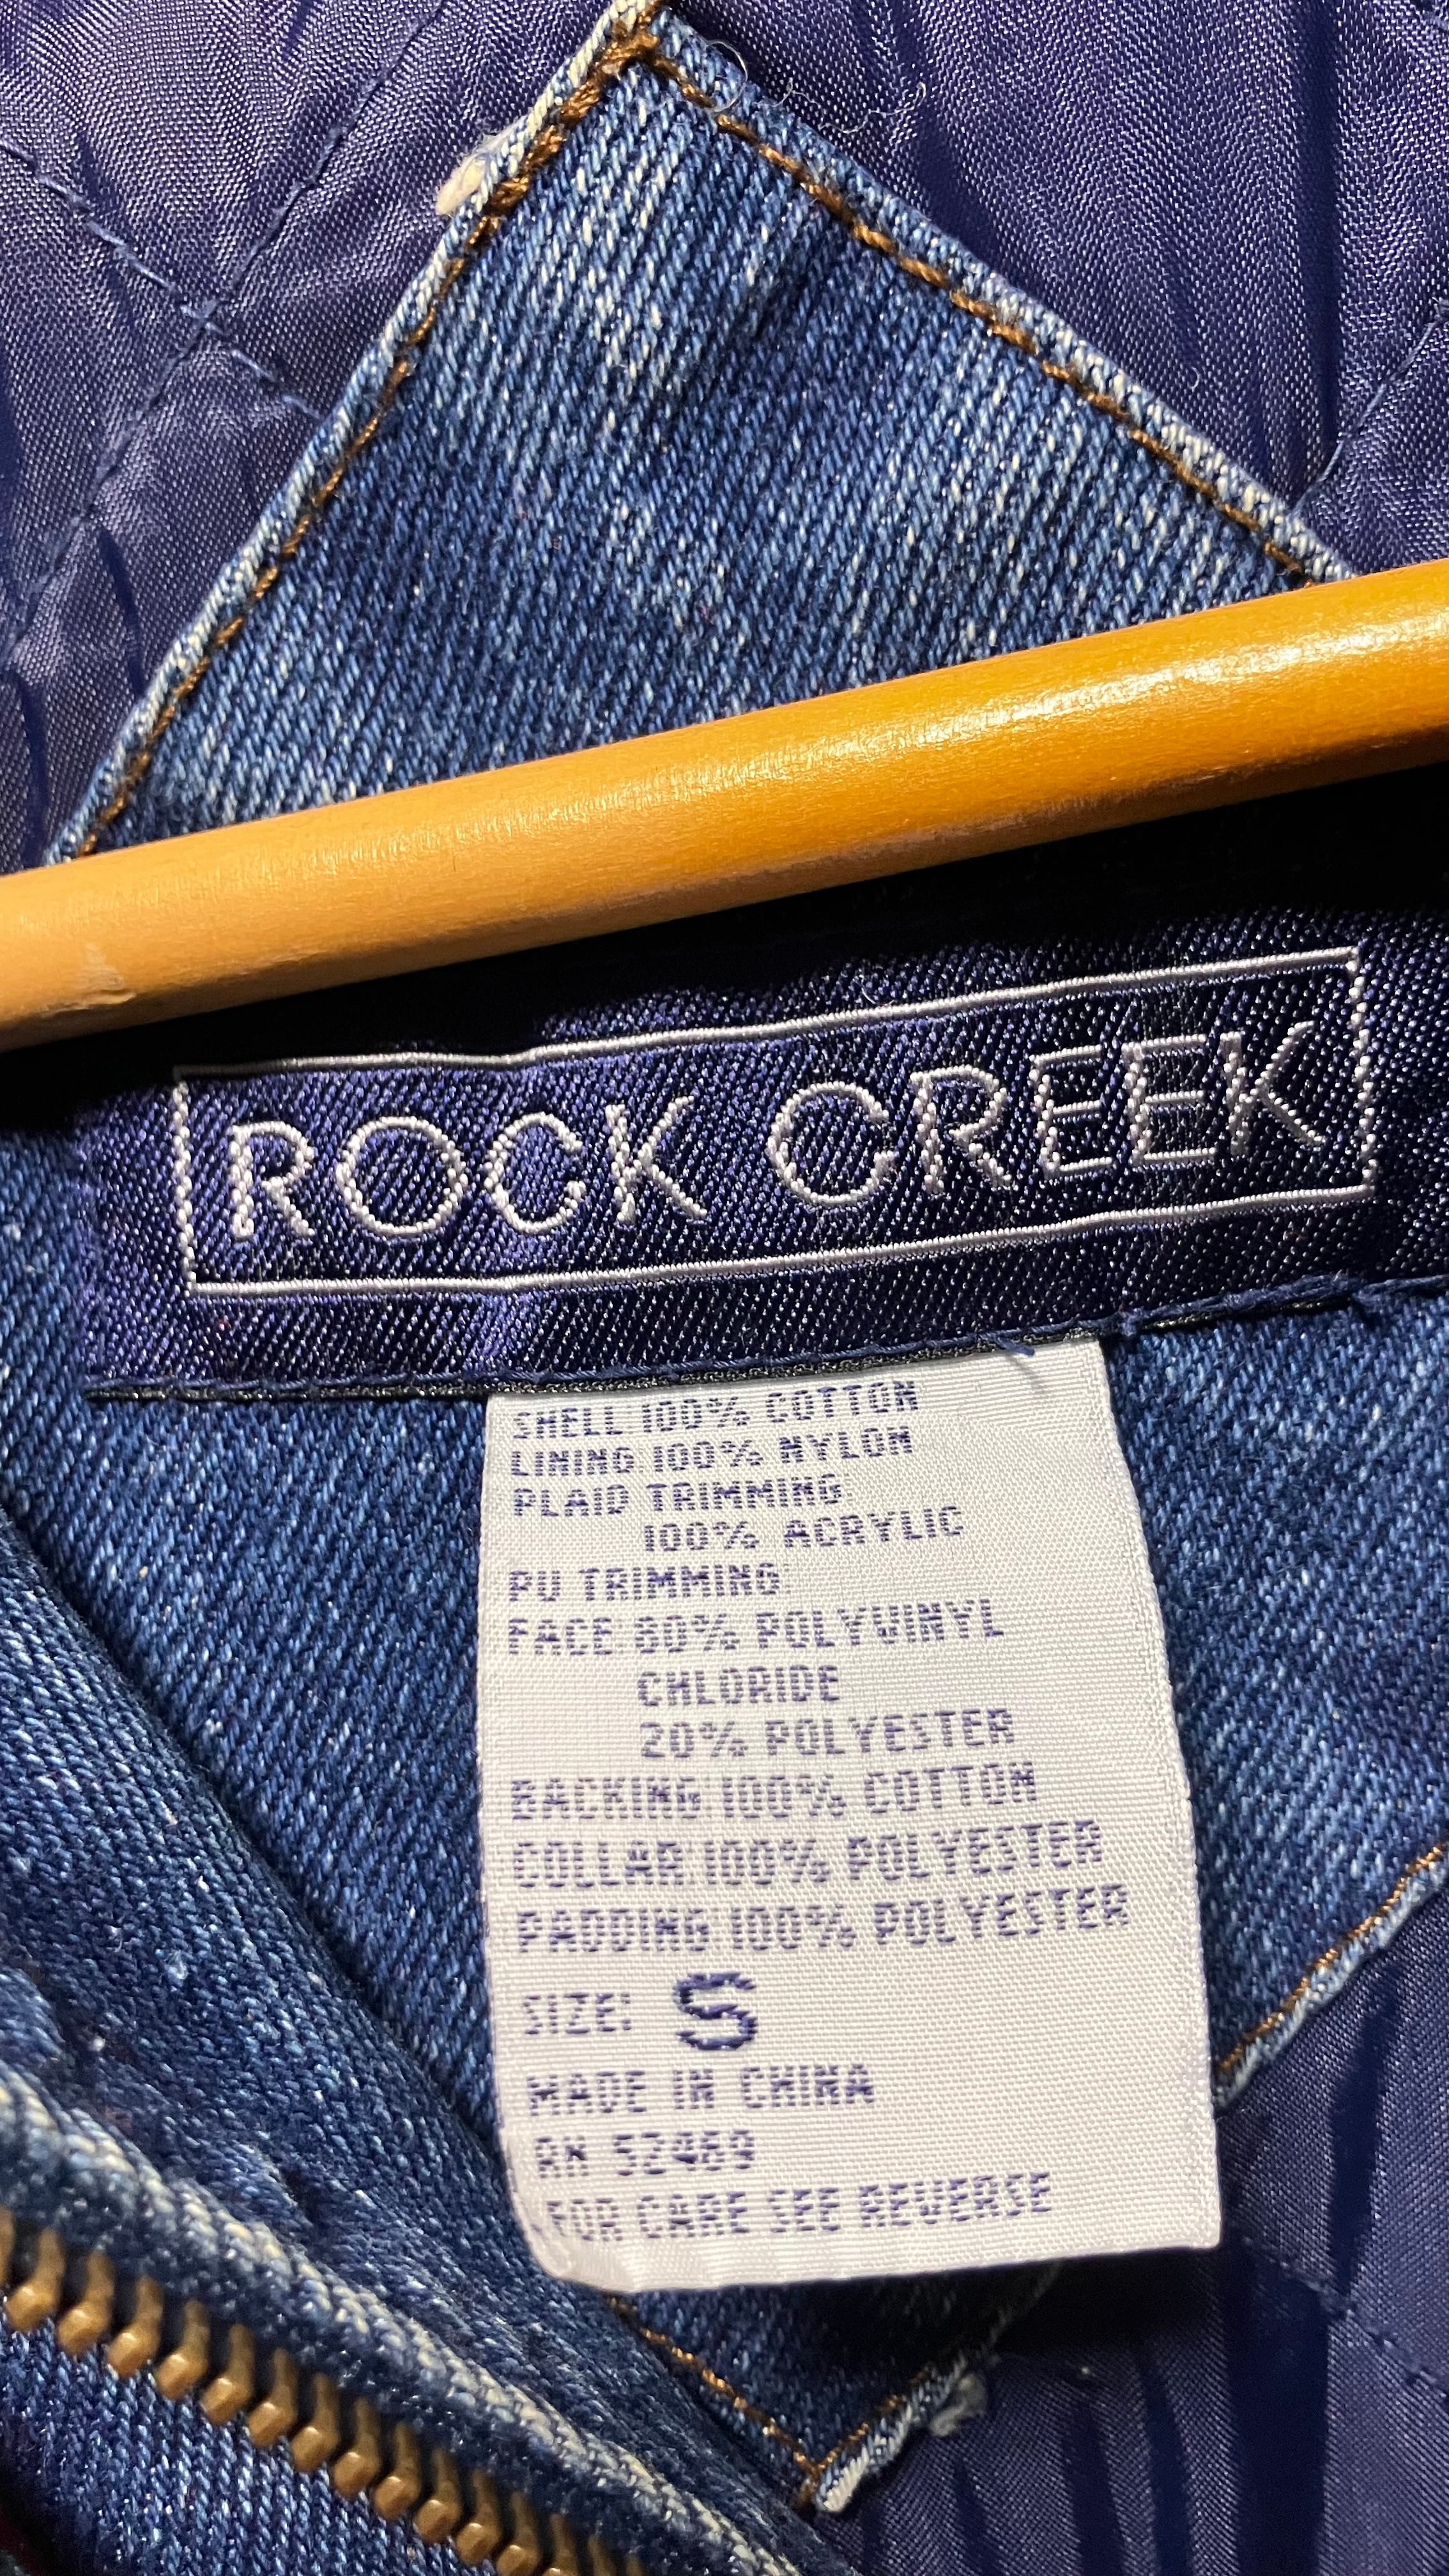 ROCK CREEK
SHELL:100% COTTON
LINING:100% NYLON
PLAID TRIMMING:
100% ACRYLIC
PU TRIMMING:
FACE:80% POLYVINYL
CHLORIDE
20% POLYESTER
BACKING:100% COTTON
COLLAR:100% POLYESTER
PADDING:100% POLYESTER
SIZE: S
MADE IN CHINA
RN 52469
FOR CARE SEE REVERSE